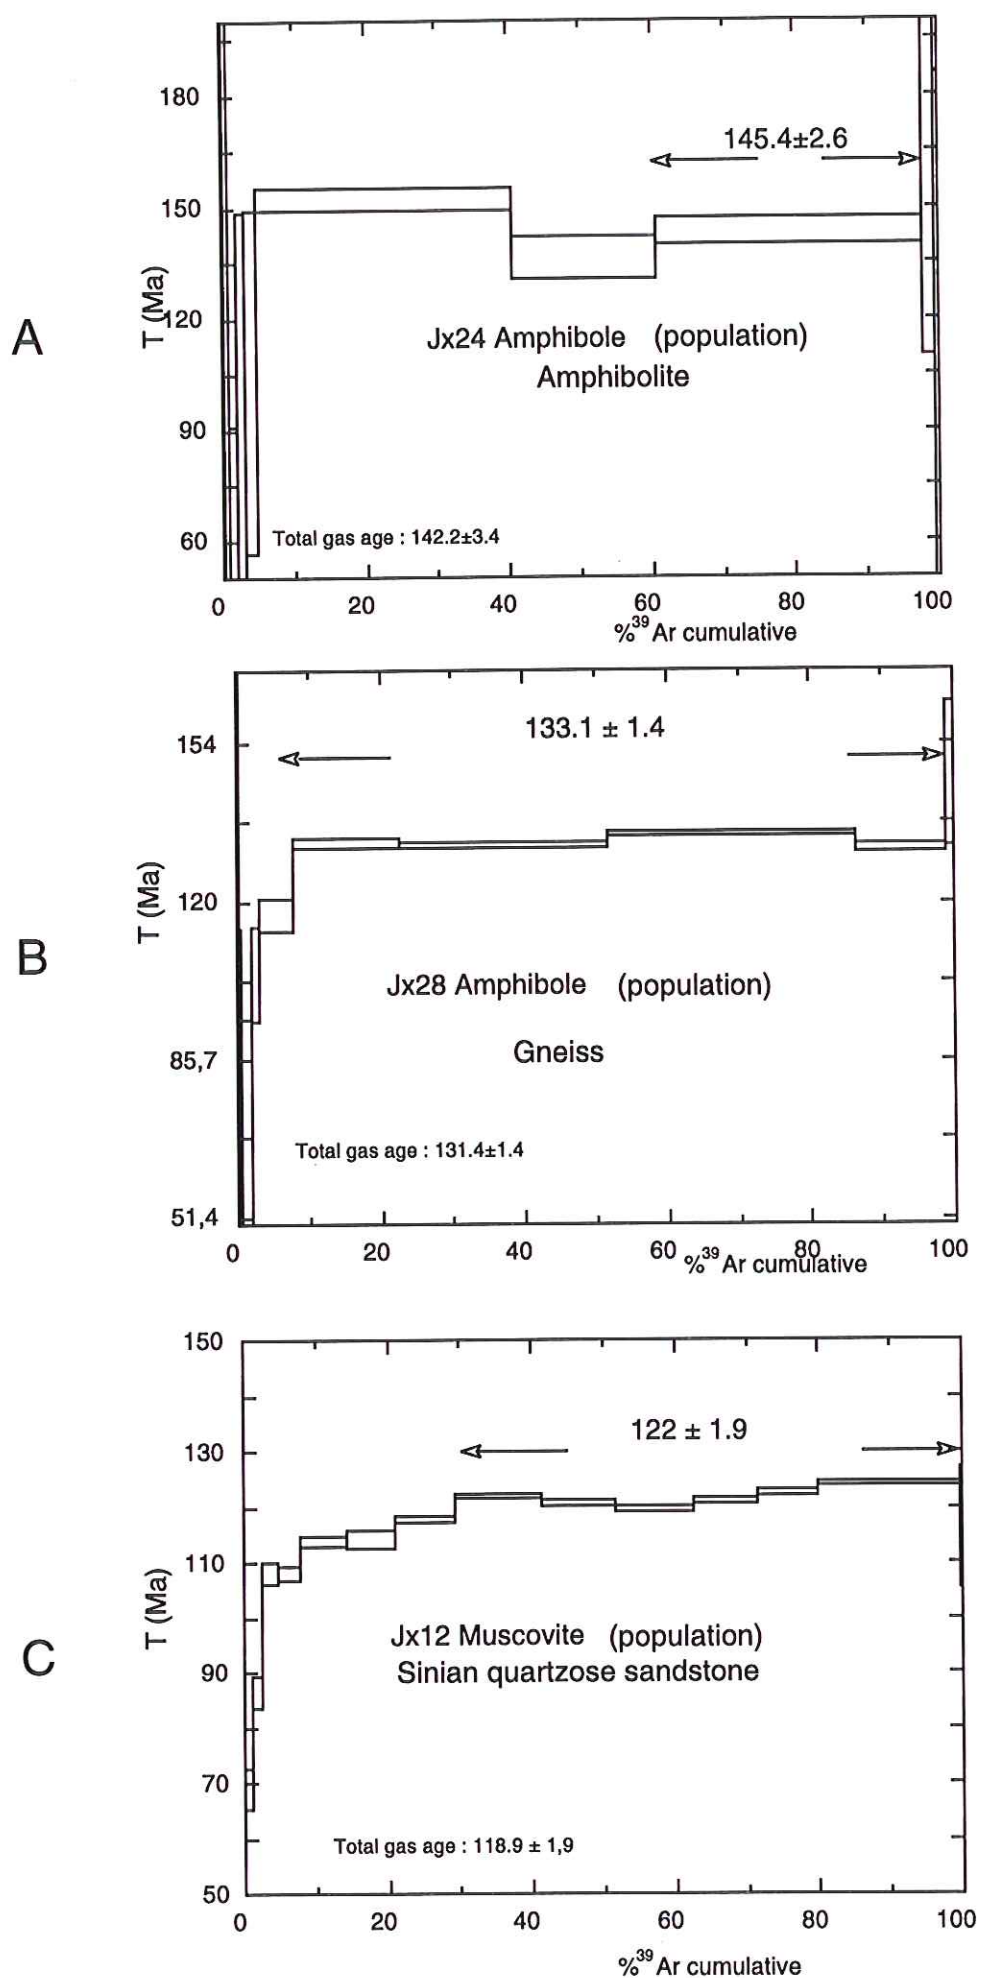 180
145.4±2.6
150
T (Ma)
120
A
Jx24 Amphibole (population)
Amphibolite
90
60
Total gas age : 142.2±3.4
0 20 40 60 80 100
%39Ar cumulative
133.1 ± 1.4
154
T (Ma)
120
B
Jx28 Amphibole (population)
Gneiss
85,7
Total gas age : 131.4±1.4
51,4
0 20 40 60 80 100
%39Ar cumulative
150
122 ± 1.9
130
110
T (Ma)
C
Jx12 Muscovite (population)
Sinian quartzose sandstone
90
70
Total gas age : 118.9 ± 1,9
50
0 20 40 60 80 100
%39Ar cumulative